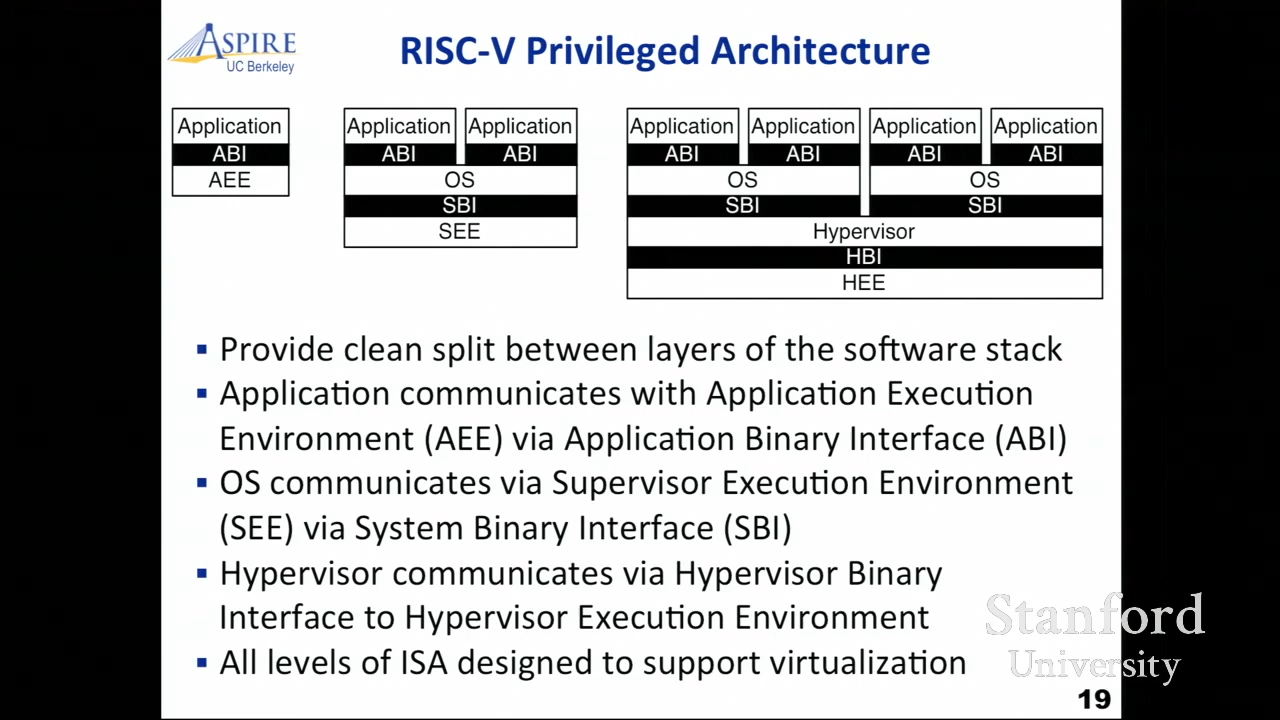 ASPIRE
UC Berkeley
RISC-V Privileged Architecture
Application
ABI
AEE
Application Application
ABI ABI
OS
SBI
SEE
Application Application Application Application
ABI ABI ABI ABI
OS OS
SBI SBI
Hypervisor
HBI
HEE
▪ Provide clean split between layers of the software stack
▪ Application communicates with Application Execution
Environment (AEE) via Application Binary Interface (ABI)
▪ OS communicates via Supervisor Execution Environment
(SEE) via System Binary Interface (SBI)
▪ Hypervisor communicates via Hypervisor Binary
Interface to Hypervisor Execution Environment
▪ All levels of ISA designed to support virtualization
Stanford
University
19